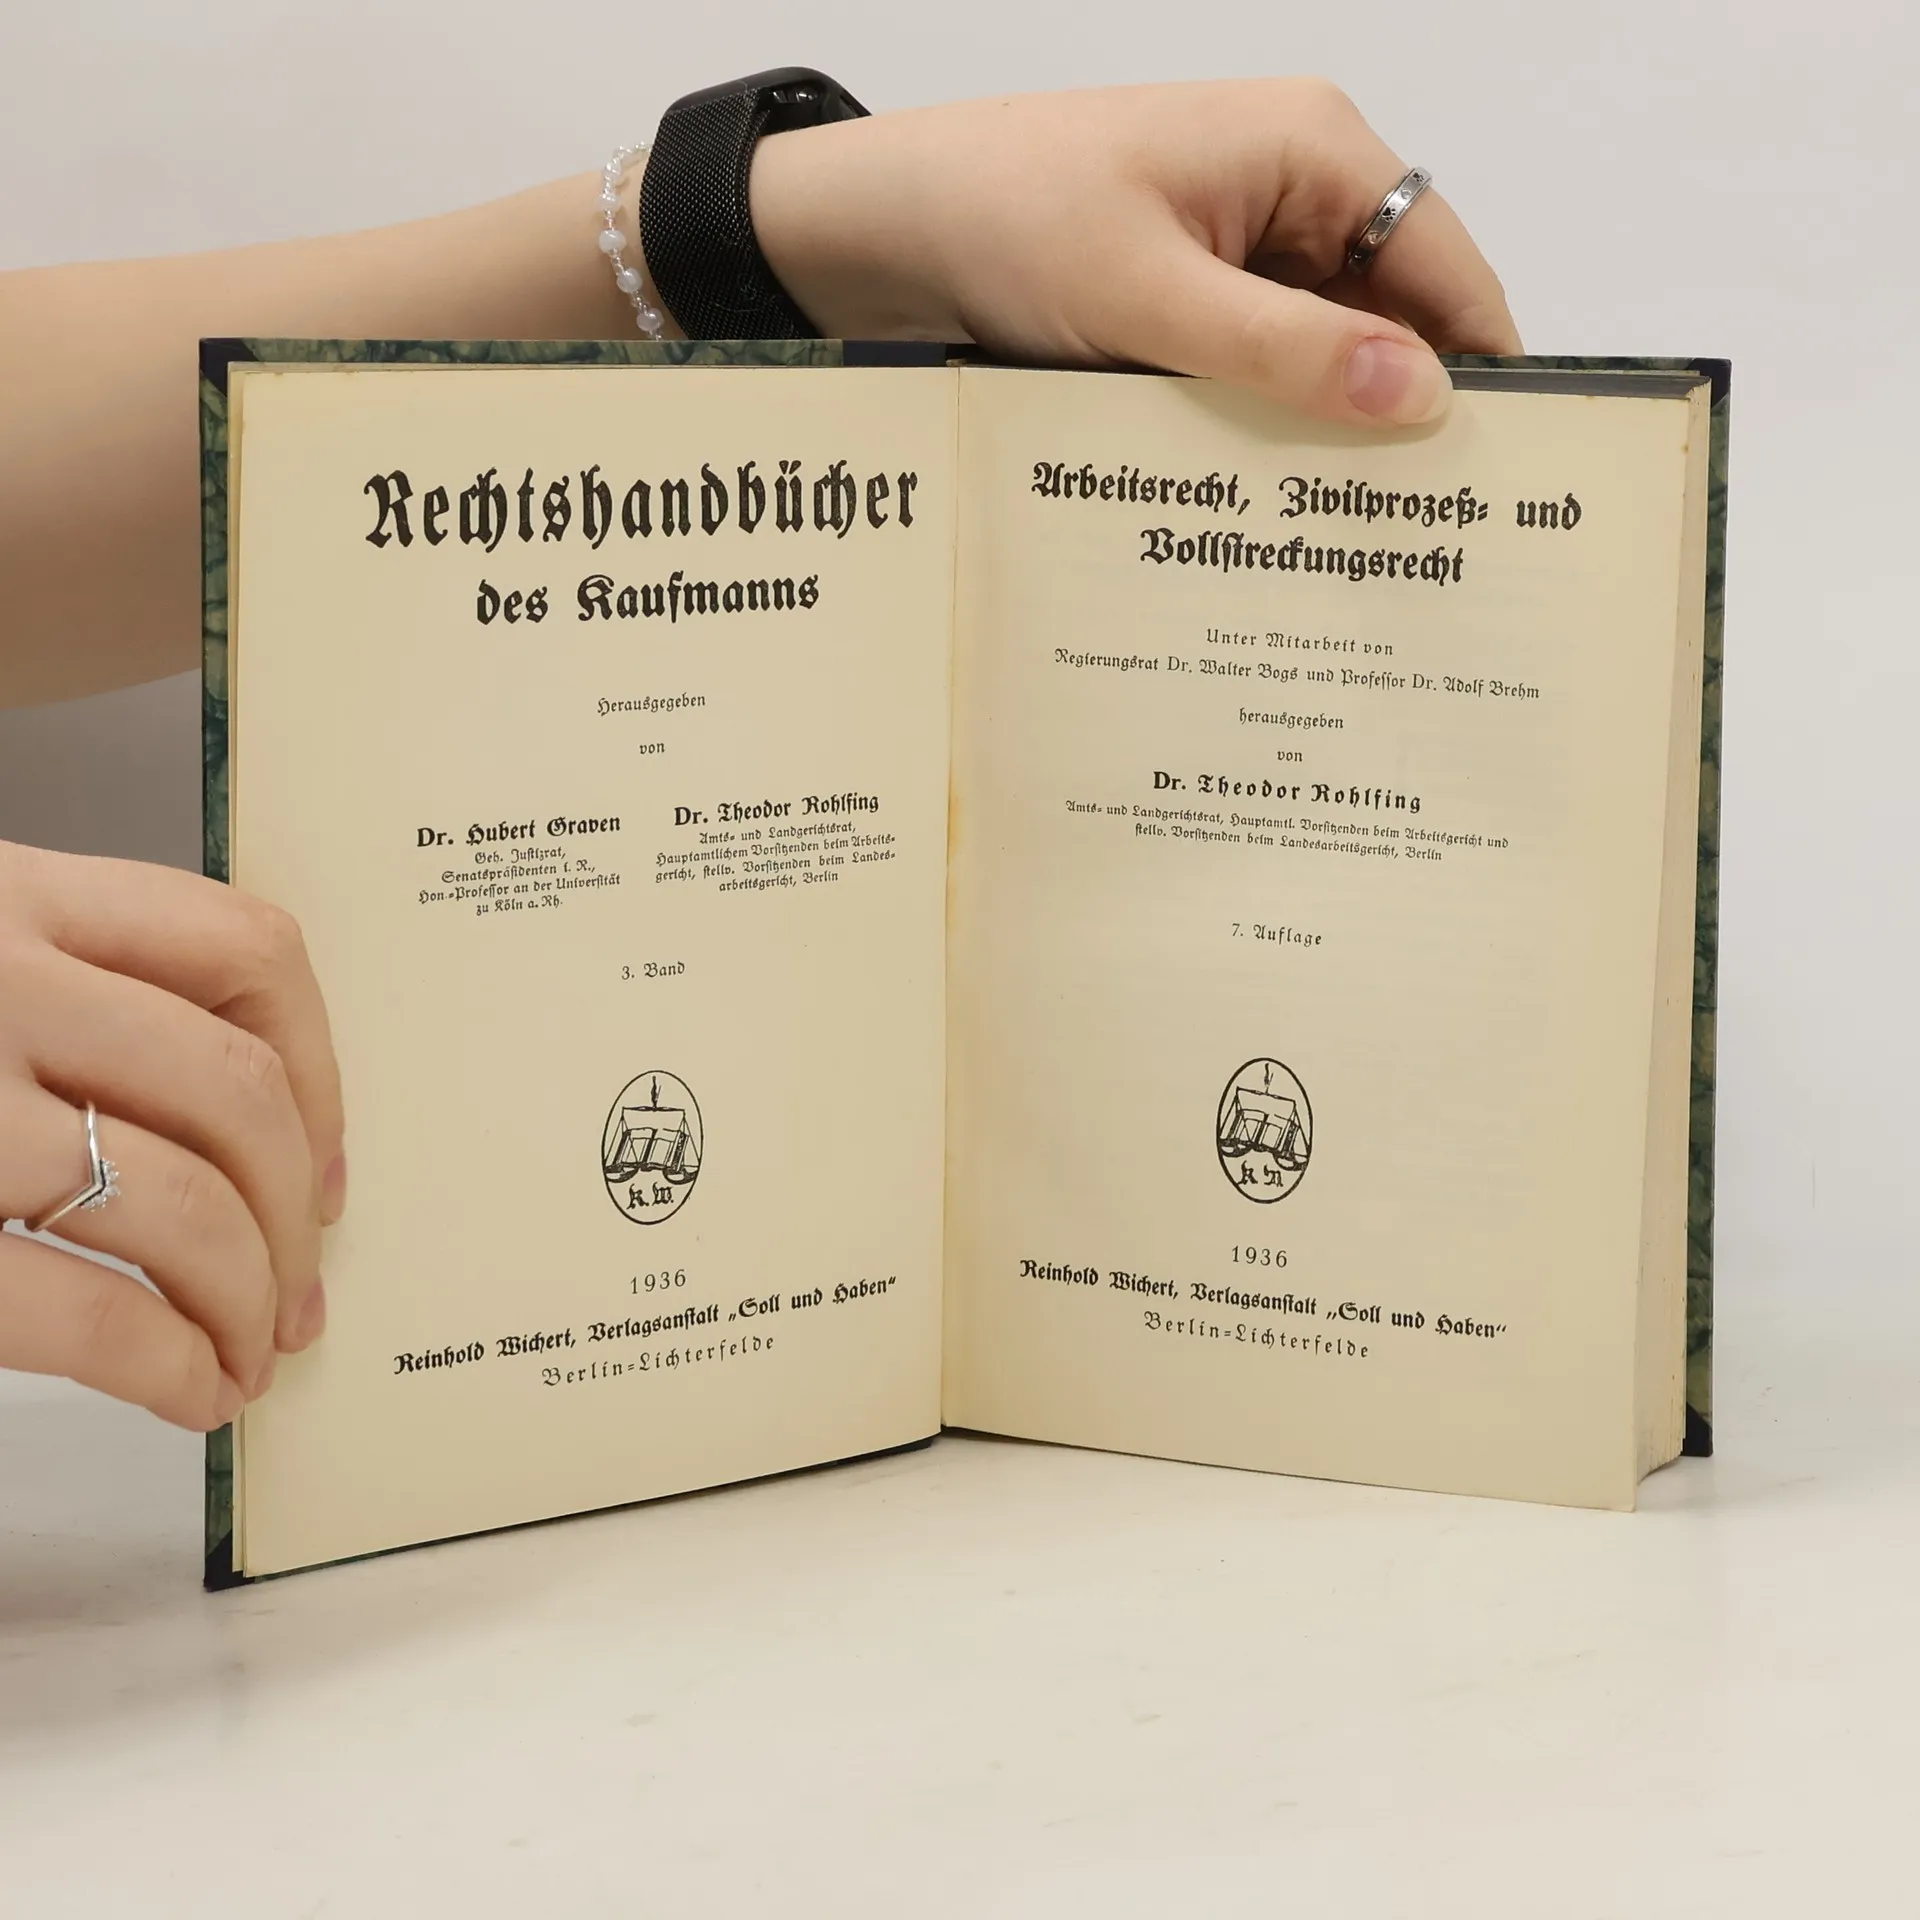 Rechtshandbücher
des Kaufmanns
Herausgegeben
von
Dr. Hubert Graven
Geh. Justizrat,
Senatspräsidenten i. R.,
Hon.-Professor an der Universität
zu Köln a. Rh.
Dr. Theodor Rohlfing
Amts- und Landgerichtsrat,
Hauptamtlichem Vorsitzenden beim Arbeits-
gericht, stellv. Vorsitzenden beim Landes-
arbeitsgericht, Berlin
3. Band
K. W.
1936
Reinhold Wichert, Verlagsanstalt „Soll und Haben“
Berlin-Lichterfelde
Arbeitsrecht, Zivilprozeß- und
Vollstreckungsrecht
Unter Mitarbeit von
Regierungsrat Dr. Walter Bogs und Professor Dr. Adolf Brehm
herausgegeben
von
Dr. Theodor Rohlfing
Amts- und Landgerichtsrat, Hauptamtl. Vorsitzenden beim Arbeitsgericht und
stellv. Vorsitzenden beim Landesarbeitsgericht, Berlin
7. Auflage
1936
Reinhold Wichert, Verlagsanstalt „Soll und Haben“
Berlin-Lichterfelde